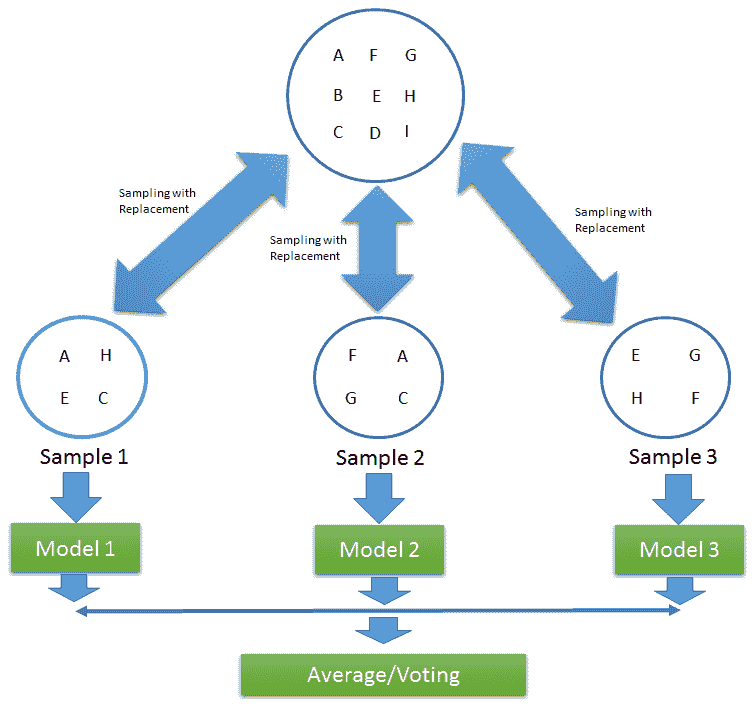 A F G
B E H
C D I
Sampling with
Replacement
Sampling with
Replacement
Sampling with
Replacement
A H
E C
F A
G C
E G
H F
Sample 1
Sample 2
Sample 3
Model 1
Model 2
Model 3
Average/Voting